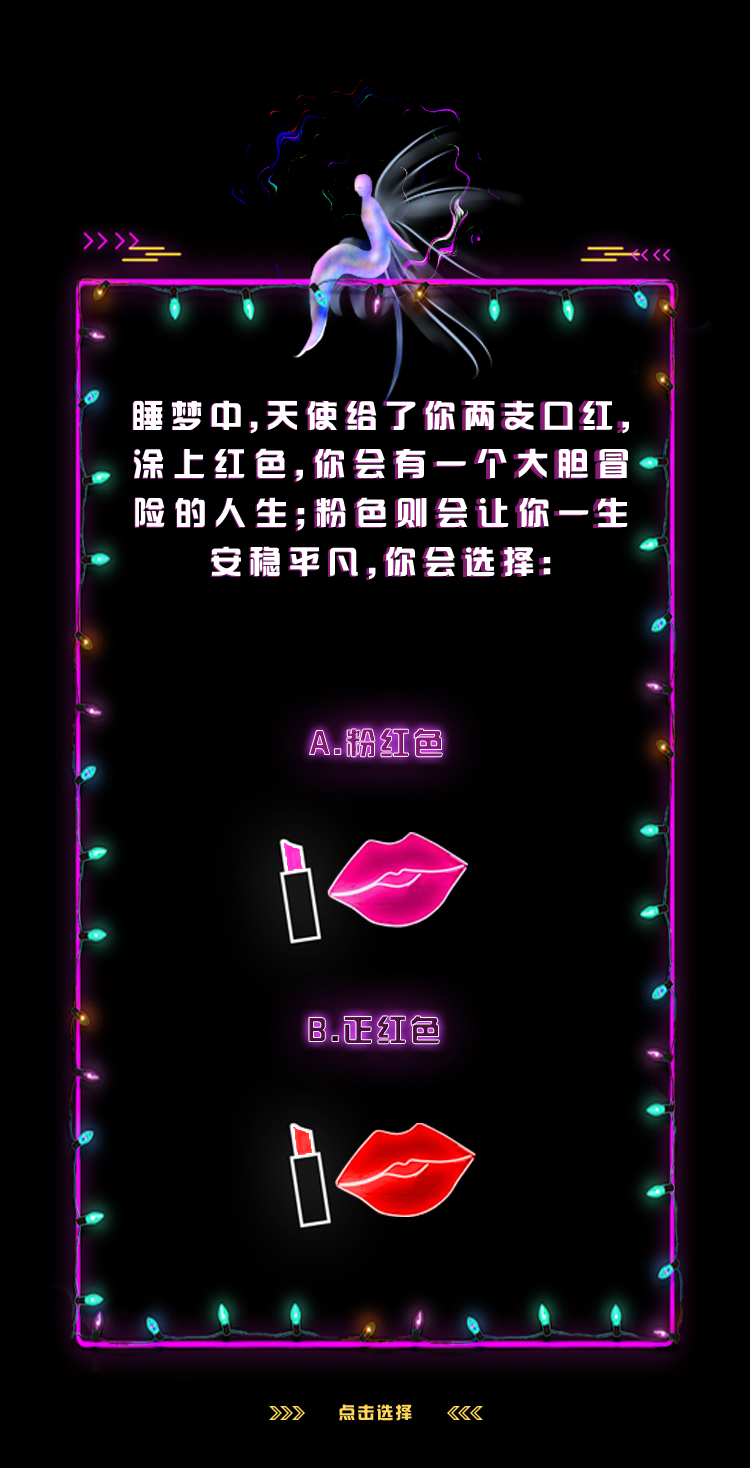 睡梦中,天使给了你两支口红,
涂上红色,你会有一个大胆冒
险的人生;粉色则会让你一生
安稳平凡,你会选择:
A.粉红色
B.正红色
点击选择